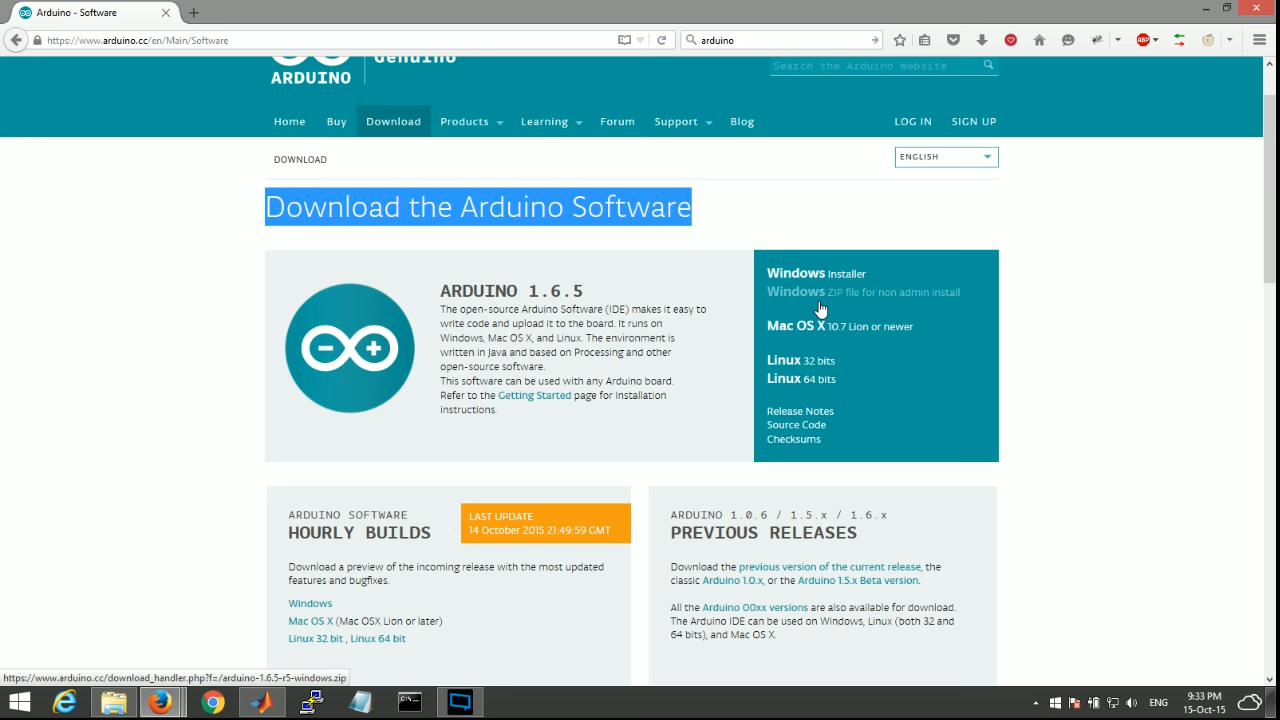 Arduino - Software
https://www.arduino.cc/en/Main/Software
arduino
ABP
ARDUINO
Genuino
Search the Arduino Website
Home
Buy
Download
Products
Learning
Forum
Support
Blog
LOG IN
SIGN UP
DOWNLOAD
ENGLISH
Download the Arduino Software
ARDUINO 1.6.5
The open-source Arduino Software (IDE) makes it easy to
write code and upload it to the board. It runs on
Windows, Mac OS X, and Linux. The environment is
written in Java and based on Processing and other
open-source software.
This software can be used with any Arduino board.
Refer to the Getting Started page for Installation
instructions.
Windows Installer
Windows ZIP file for non admin install
Mac OS X 10.7 Lion or newer
Linux 32 bits
Linux 64 bits
Release Notes
Source Code
Checksums
ARDUINO SOFTWARE
HOURLY BUILDS
LAST UPDATE
14 October 2015 21:49:59 GMT
Download a preview of the incoming release with the most updated
features and bugfixes.
Windows
Mac OS X (Mac OSX Lion or later)
Linux 32 bit , Linux 64 bit
ARDUINO 1.0.6 / 1.5.x / 1.6.x
PREVIOUS RELEASES
Download the previous version of the current release, the
classic Arduino 1.0.x, or the Arduino 1.5.x Beta version.
All the Arduino 00xx versions are also available for download.
The Arduino IDE can be used on Windows, Linux (both 32 and
64 bits), and Mac OS X.
https://www.arduino.cc/download_handler.php?f=/arduino-1.6.5-r5-windows.zip
ENG
9:33 PM
15-Oct-15